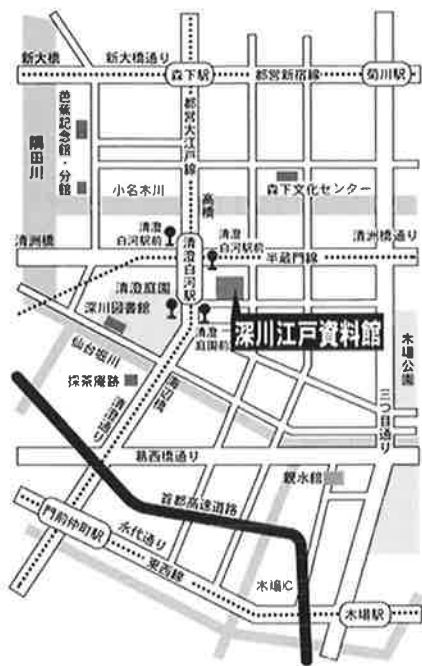 新大橋
新大橋通り
森下駅
都営新宿線
菊川駅
芭蕉記念館・分館
隅田川
都営大江戸線
小名木川
高橋
森下文化センター
清洲橋
清澄白河駅前
清澄白河駅
清澄白河駅前
半蔵門線
清洲橋通り
清澄庭園
深川図書館
清澄庭園前
深川江戸資料館
木場公園
仙台堀川
採茶庵跡
海辺橋
清澄通り
三つ目通り
葛西橋通り
親水館
首都高速道路
門前仲町駅
永代通り
東西線
木場IC
木場駅